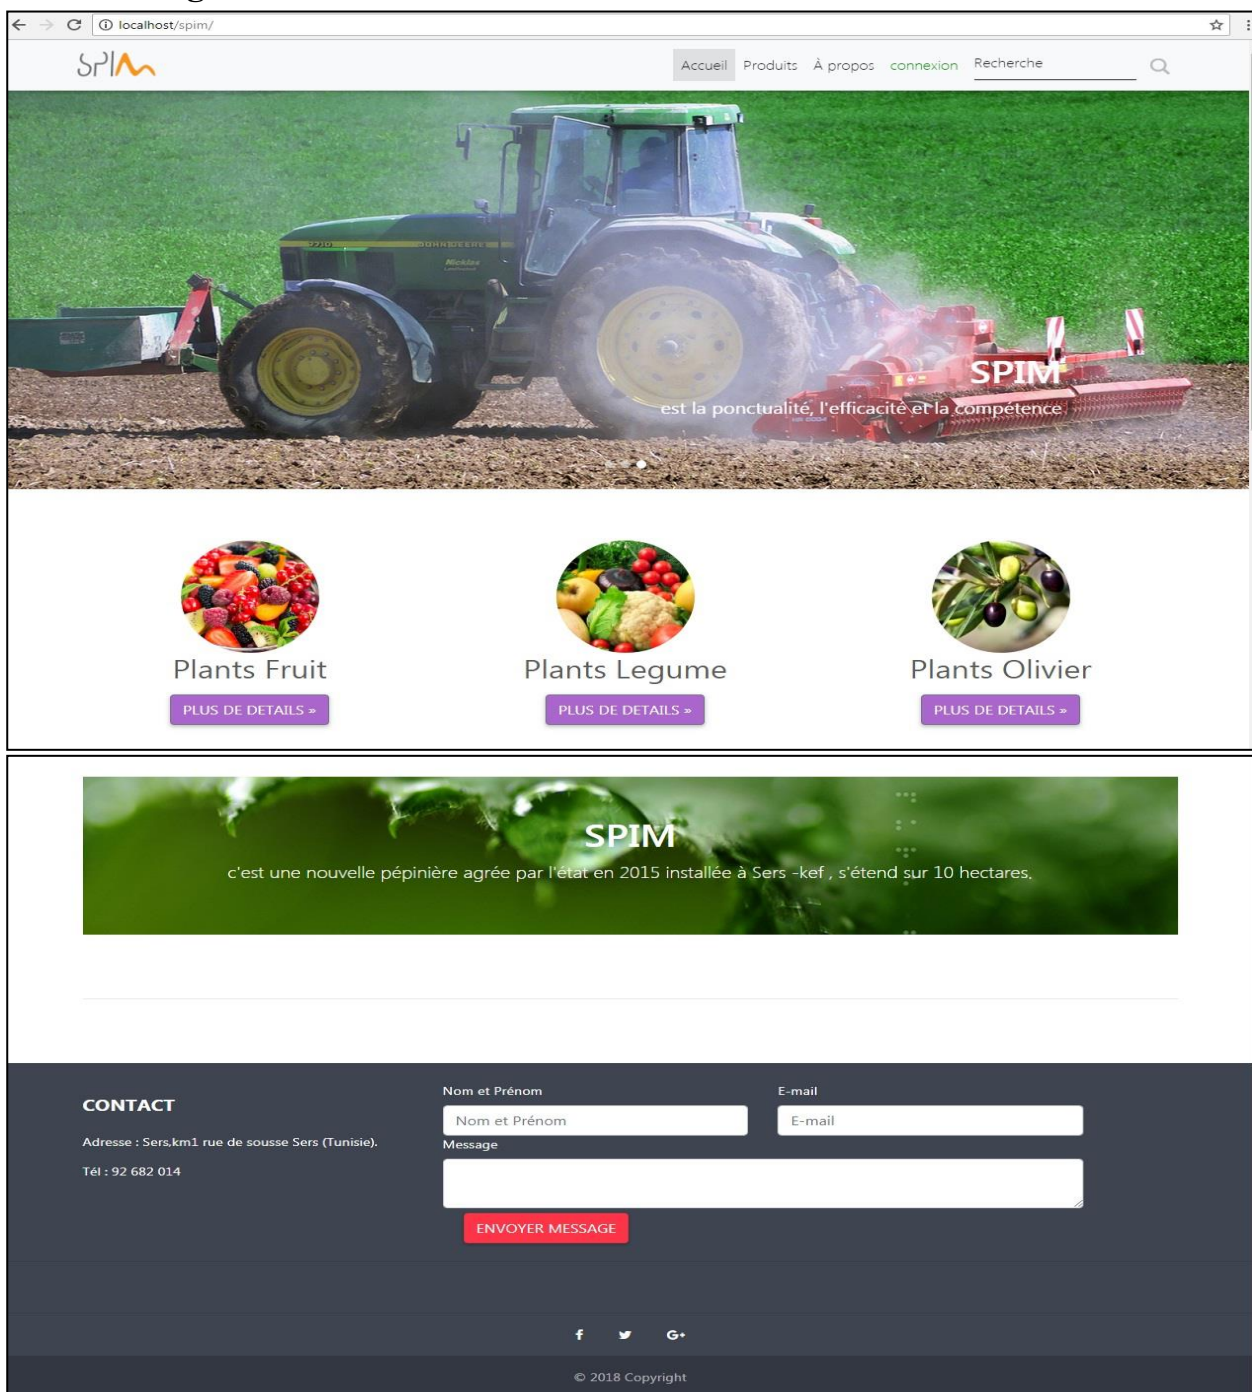 localhost/spim/
SPIM
Accueil Produits À propos connexion Recherche
JOHN DEERE
Nicklas
SPIM
est la ponctualité, l'efficacité et la compétence
Plants Fruit
Plants Legume
Plants Olivier
PLUS DE DETAILS »
PLUS DE DETAILS »
PLUS DE DETAILS »
SPIM
c'est une nouvelle pépinière agrée par l'état en 2015 installée à Sers -kef , s'étend sur 10 hectares.
CONTACT
Adresse : Sers,km1 rue de sousse Sers (Tunisie).
Tél : 92 682 014
Nom et Prénom
E-mail
Nom et Prénom
E-mail
Message
ENVOYER MESSAGE
f G+
© 2018 Copyright